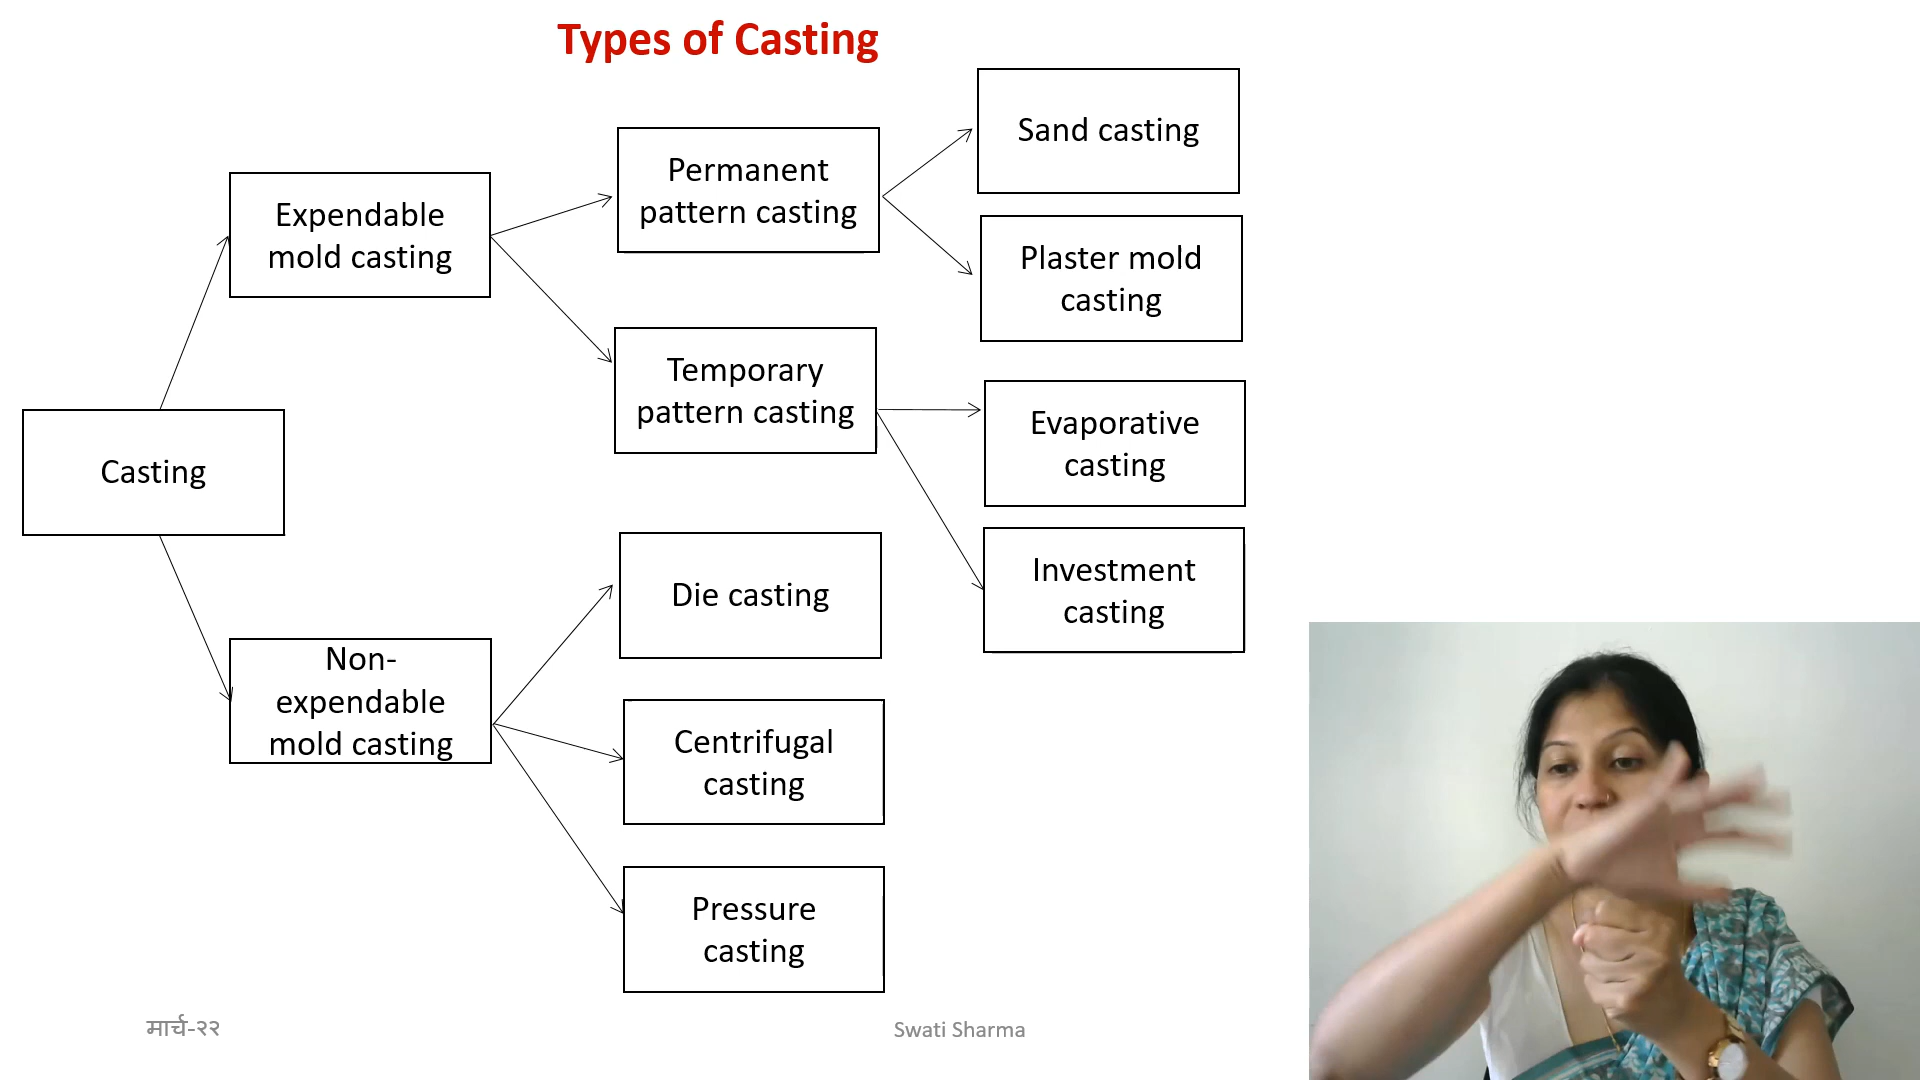 Types of Casting
Sand casting
Permanent
pattern casting
Expendable
mold casting
Plaster mold
casting
Temporary
pattern casting
Evaporative
casting
Casting
Investment
casting
Die casting
Non-
expendable
mold casting
Centrifugal
casting
Pressure
casting
मार्च-२२
Swati Sharma